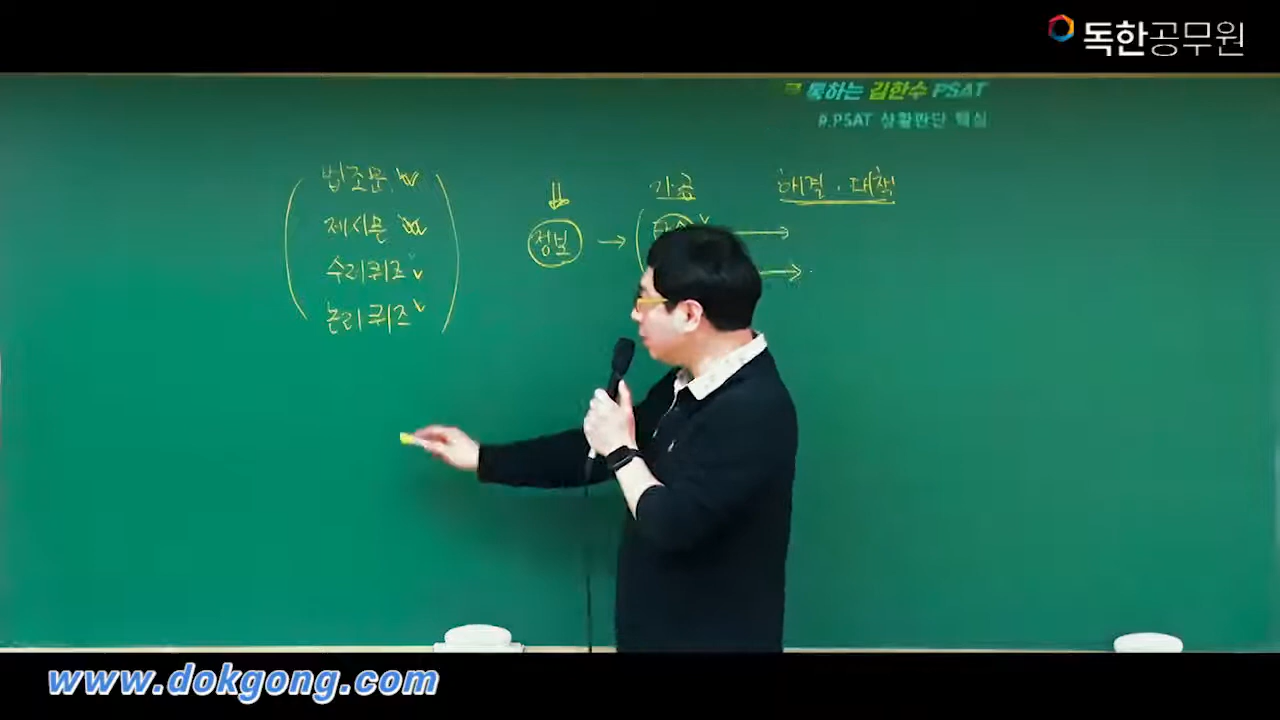 독한공무원
통하는 김한수 PSAT
#.PSAT 상황판단 핵심
법조문
제시문
수리퀴즈
논리퀴즈
정보
가공
해결 · 대책
www.dokgong.com